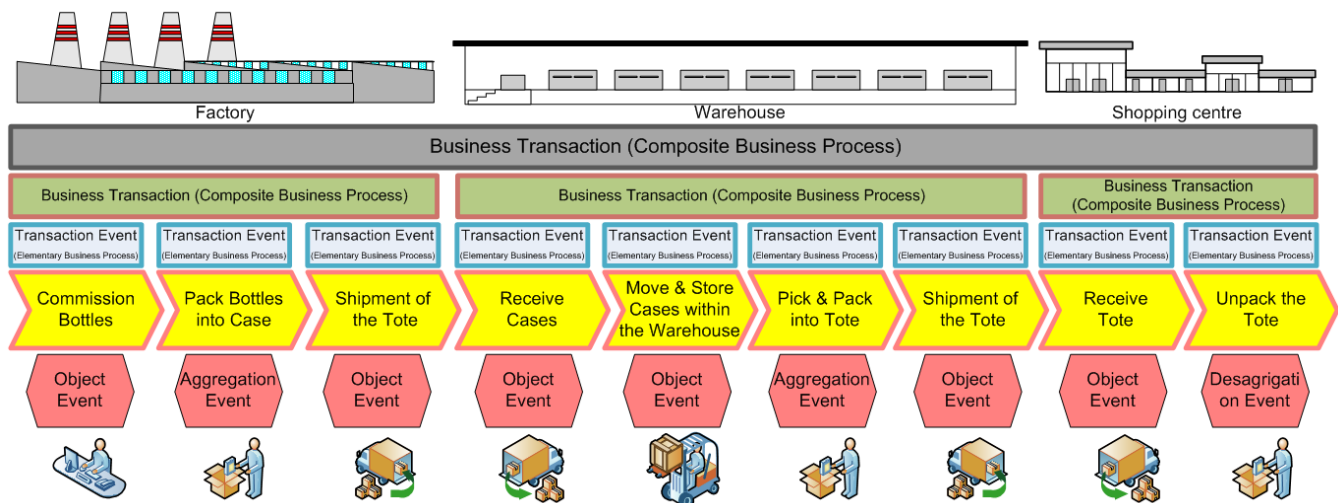 Factory
Warehouse
Shopping centre
Business Transaction (Composite Business Process)
Business Transaction (Composite Business Process)
Business Transaction (Composite Business Process)
Business Transaction
(Composite Business Process)
Transaction Event
(Elementary Business Process)
Transaction Event
(Elementary Business Process)
Transaction Event
(Elementary Business Process)
Transaction Event
(Elementary Business Process)
Transaction Event
(Elementary Business Process)
Transaction Event
(Elementary Business Process)
Transaction Event
(Elementary Business Process)
Transaction Event
(Elementary Business Process)
Transaction Event
(Elementary Business Process)
Commission
Bottles
Pack Bottles
into Case
Shipment of
the Tote
Receive
Cases
Move & Store
Cases within
the Warehouse
Pick & Pack
into Tote
Shipment of
the Tote
Receive
Tote
Unpack the
Tote
Object
Event
Aggregation
Event
Object
Event
Object
Event
Object
Event
Aggregation
Event
Object
Event
Object
Event
Desagrigati
on Event